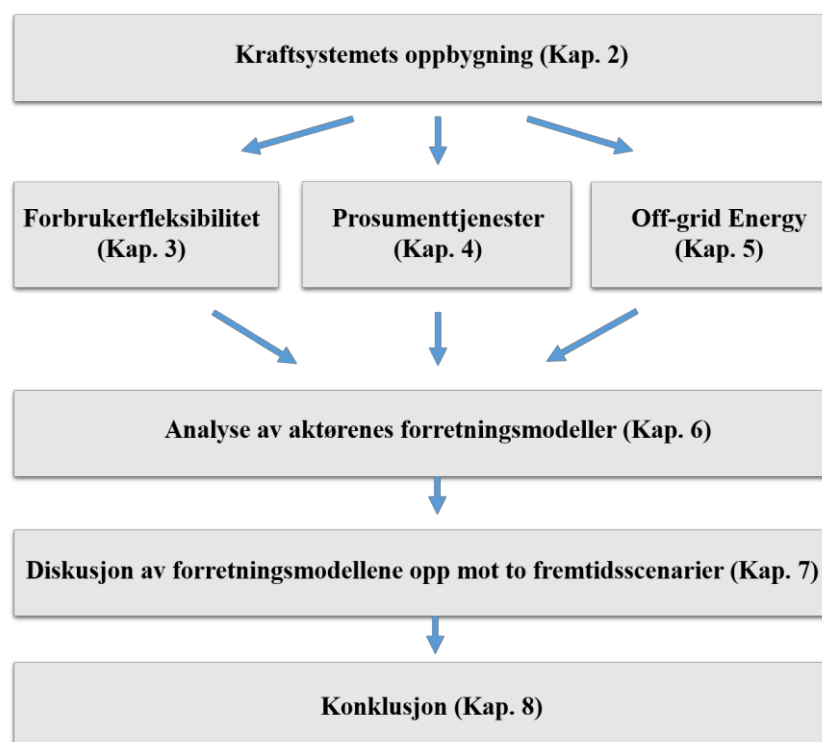 Kraftsystemets oppbygning (Kap. 2)
Forbrukerfleksibilitet
(Kap. 3)
Prosumenttjenester
(Kap. 4)
Off-grid Energy
(Kap. 5)
Analyse av aktørenes forretningsmodeller (Kap. 6)
Diskusjon av forretningsmodellene opp mot to fremtidsscenarier (Kap. 7)
Konklusjon (Kap. 8)